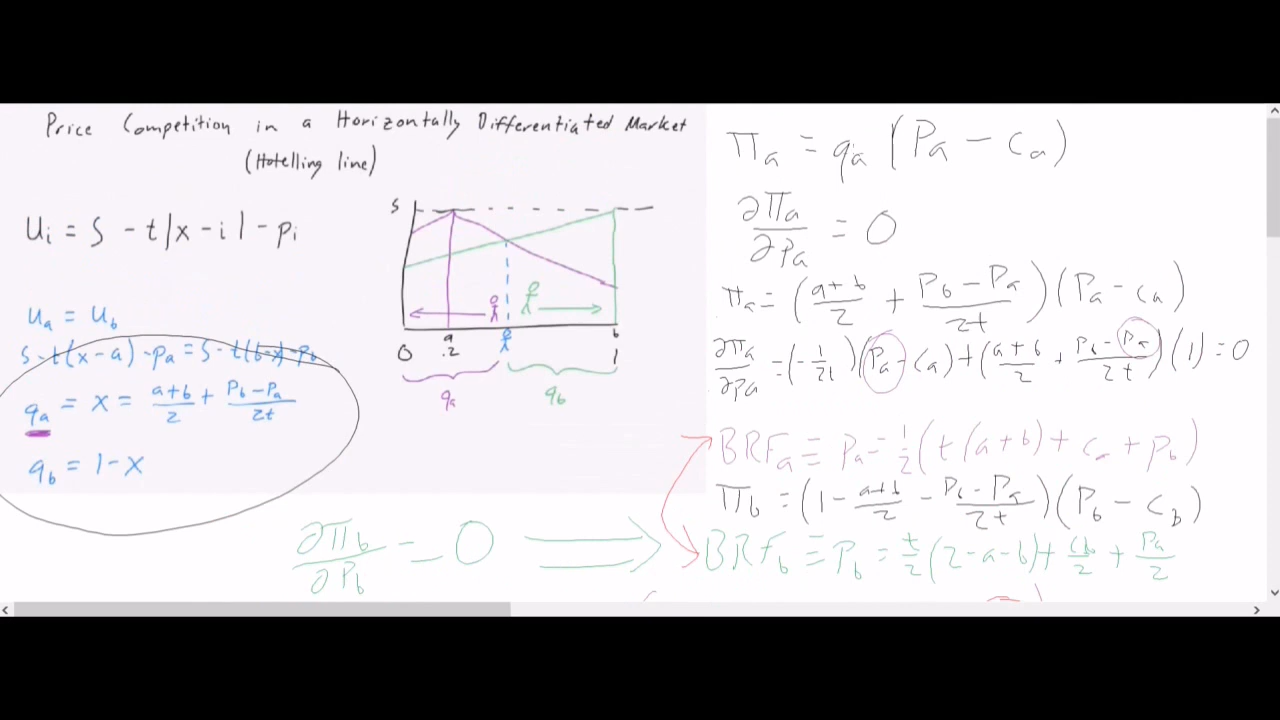 Price Competition in a Horizontally Differentiated Market
(Hotelling line)
Ui = S - t|x - i| - pi
Ua = Ub
S - t(x-a) - pa = S - t(b-x) - pb
qa = x = (a+b)/2 + (Pb-Pa)/2t
qb = 1-x
S
0
a
.2
b
1
qa
qb
∂πb/∂Pb = 0
πa = qa (Pa - ca)
∂πa/∂Pa = 0
πa = ((a+b)/2 + (Pb-Pa)/2t)(Pa - ca)
∂πa/∂Pa = (-1/2t)(Pa - ca) + ((a+b)/2 + (Pb-Pa)/2t)(1) = 0
BRFa ≡ Pa = 1/2(t(a+b) + ca + Pb)
πb = (1 - (a+b)/2 - (Pb-Pa)/2t)(Pb - cb)
BRFb ≡ Pb = t/2(2-a-b) + cb/2 + Pa/2